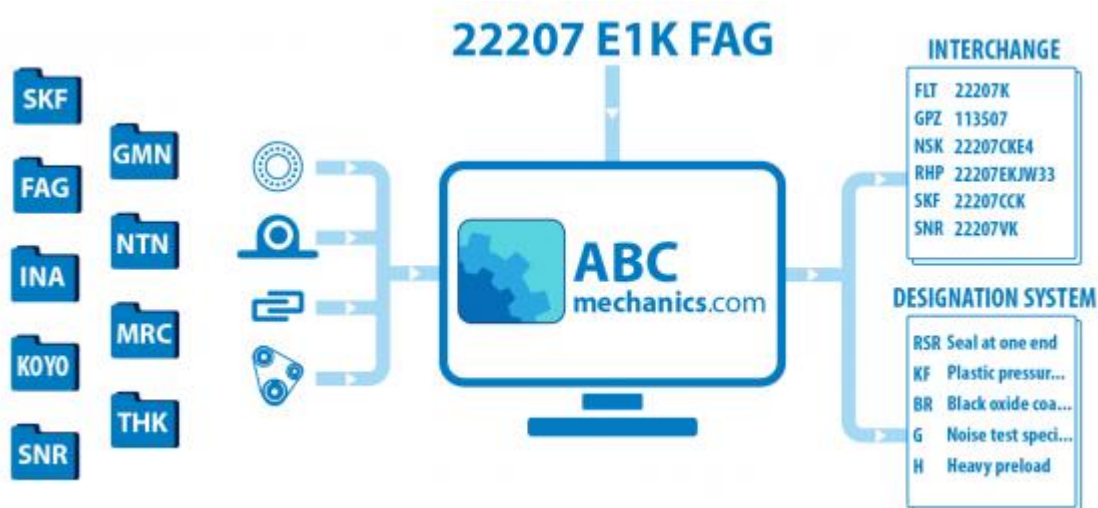 22207 E1K FAG
SKF
GMN
FAG
NTN
INA
MRC
KOYO
THK
SNR
ABC
mechanics.com
INTERCHANGE
FLT 22207K
GPZ 113507
NSK 22207CKE4
RHP 22207EKJW33
SKF 22207CCK
SNR 22207VK
DESIGNATION SYSTEM
RSR Seal at one end
KF Plastic pressur...
BR Black oxide coa...
G Noise test speci...
H Heavy preload